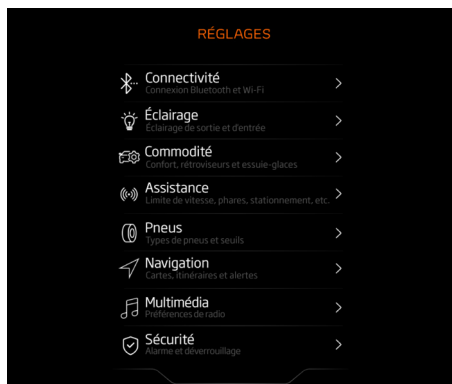 RÉGLAGES
Connectivité
Connexion Bluetooth et Wi-Fi
Éclairage
Éclairage de sortie et d'entrée
Commodité
Confort, rétroviseurs et essuie-glaces
Assistance
Limite de vitesse, phares, stationnement, etc.
Pneus
Types de pneus et seuils
Navigation
Cartes, itinéraires et alertes
Multimédia
Préférences de radio
Sécurité
Alarme et déverrouillage